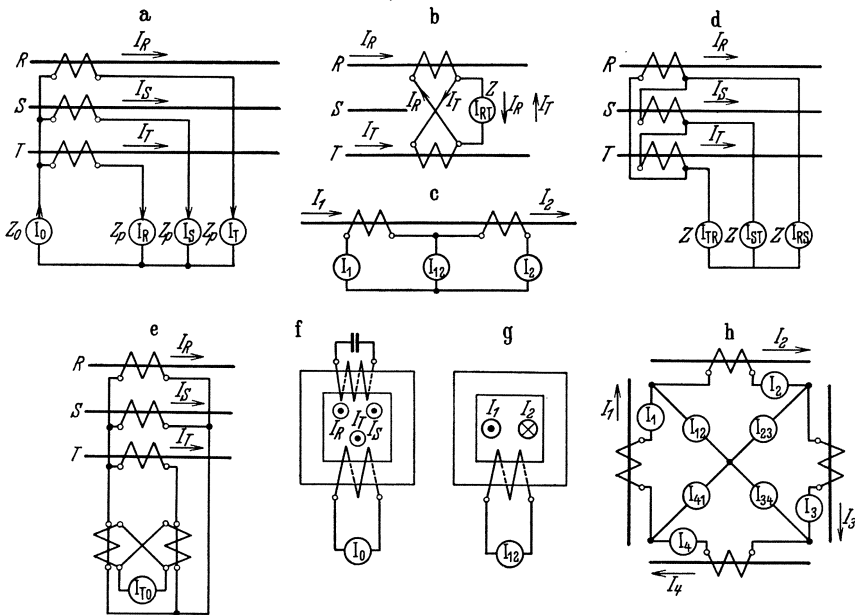 a
R I_R
S I_S
T I_T
Z_0 I_0 Z_p I_R Z_p I_S Z_p I_T
b
R I_R
S I_R I_T Z I_RT I_R I_T
T I_T
c
I_1 I_2
I_1 I_12 I_2
d
R I_R
S I_S
T I_T
Z I_TR Z I_ST Z I_RS
e
R I_R
S I_S
T I_T
I_T0
f
I_R I_T I_S
I_0
g
I_1 I_2
I_12
h
I_2
I_2
I_1 I_1
I_12 I_23
I_41 I_34
I_3 I_3
I_4
I_4